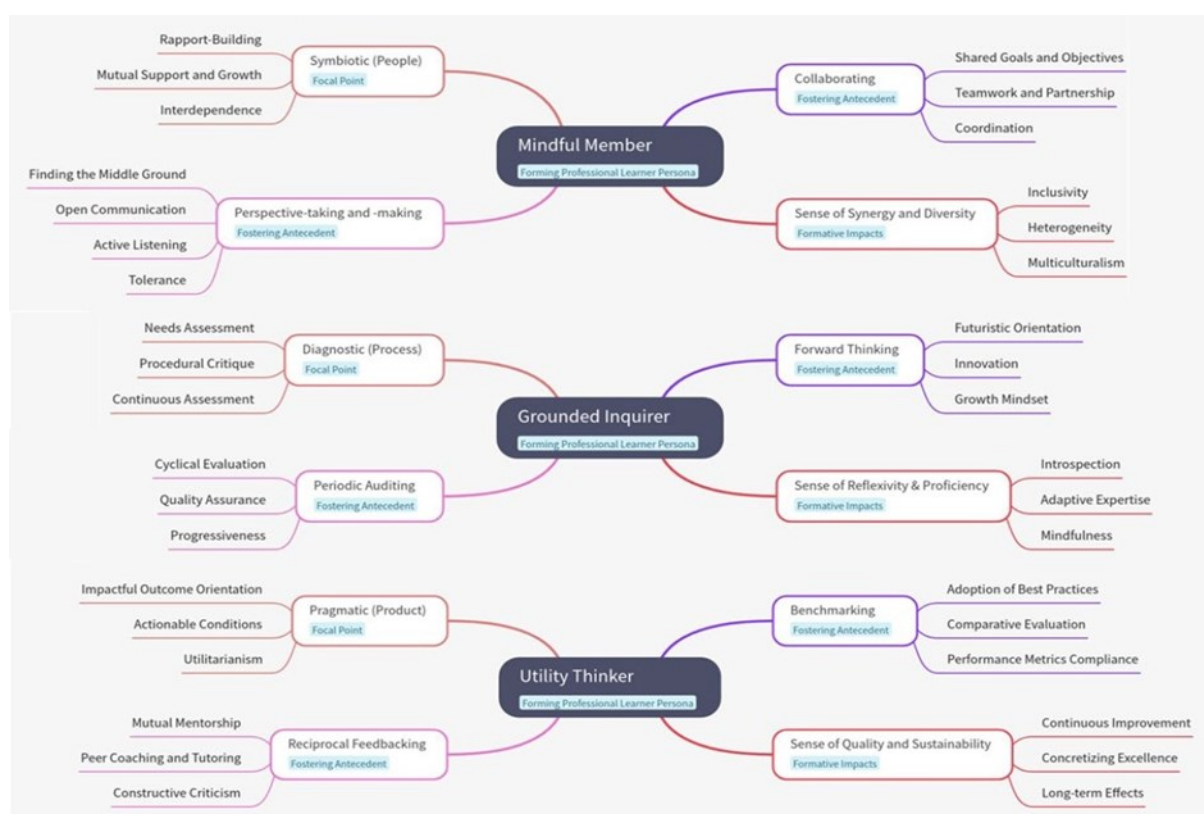 Rapport-Building
Mutual Support and Growth
Interdependence
Symbiotic (People)
Focal Point
Finding the Middle Ground
Open Communication
Active Listening
Tolerance
Perspective-taking and -making
Fostering Antecedent
Mindful Member
Forming Professional Learner Persona
Collaborating
Fostering Antecedent
Shared Goals and Objectives
Teamwork and Partnership
Coordination
Sense of Synergy and Diversity
Formative Impacts
Inclusivity
Heterogeneity
Multiculturalism
Needs Assessment
Procedural Critique
Continuous Assessment
Diagnostic (Process)
Focal Point
Cyclical Evaluation
Quality Assurance
Progressiveness
Periodic Auditing
Fostering Antecedent
Grounded Inquirer
Forming Professional Learner Persona
Forward Thinking
Fostering Antecedent
Futuristic Orientation
Innovation
Growth Mindset
Sense of Reflexivity & Proficiency
Formative Impacts
Introspection
Adaptive Expertise
Mindfulness
Impactful Outcome Orientation
Actionable Conditions
Utilitarianism
Pragmatic (Product)
Focal Point
Mutual Mentorship
Peer Coaching and Tutoring
Constructive Criticism
Reciprocal Feedbacking
Fostering Antecedent
Utility Thinker
Forming Professional Learner Persona
Benchmarking
Fostering Antecedent
Adoption of Best Practices
Comparative Evaluation
Performance Metrics Compliance
Sense of Quality and Sustainability
Formative Impacts
Continuous Improvement
Concretizing Excellence
Long-term Effects